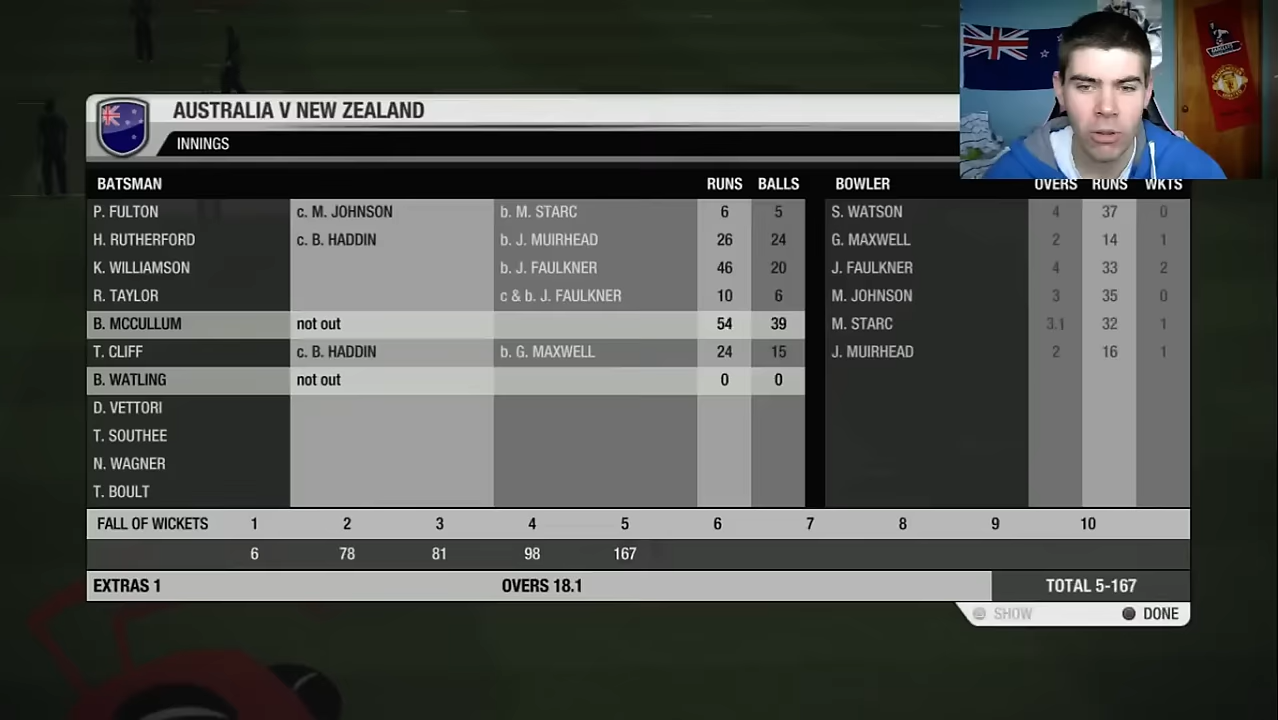 AUSTRALIA V NEW ZEALAND
INNINGS
BATSMAN RUNS BALLS BOWLER OVERS RUNS WKTS
P. FULTON c. M. JOHNSON b. M. STARC 6 5 S. WATSON 4 37 0
H. RUTHERFORD c. B. HADDIN b. J. MUIRHEAD 26 24 G. MAXWELL 2 14 1
K. WILLIAMSON b. J. FAULKNER 46 20 J. FAULKNER 4 33 2
R. TAYLOR c & b. J. FAULKNER 10 6 M. JOHNSON 3 35 0
B. MCCULLUM not out 54 39 M. STARC 3.1 32 1
T. CLIFF c. B. HADDIN b. G. MAXWELL 24 15 J. MUIRHEAD 2 16 1
B. WATLING not out 0 0
D. VETTORI
T. SOUTHEE
N. WAGNER
T. BOULT
FALL OF WICKETS 1 2 3 4 5 6 7 8 9 10
6 78 81 98 167
EXTRAS 1 OVERS 18.1 TOTAL 5-167
SHOW DONE